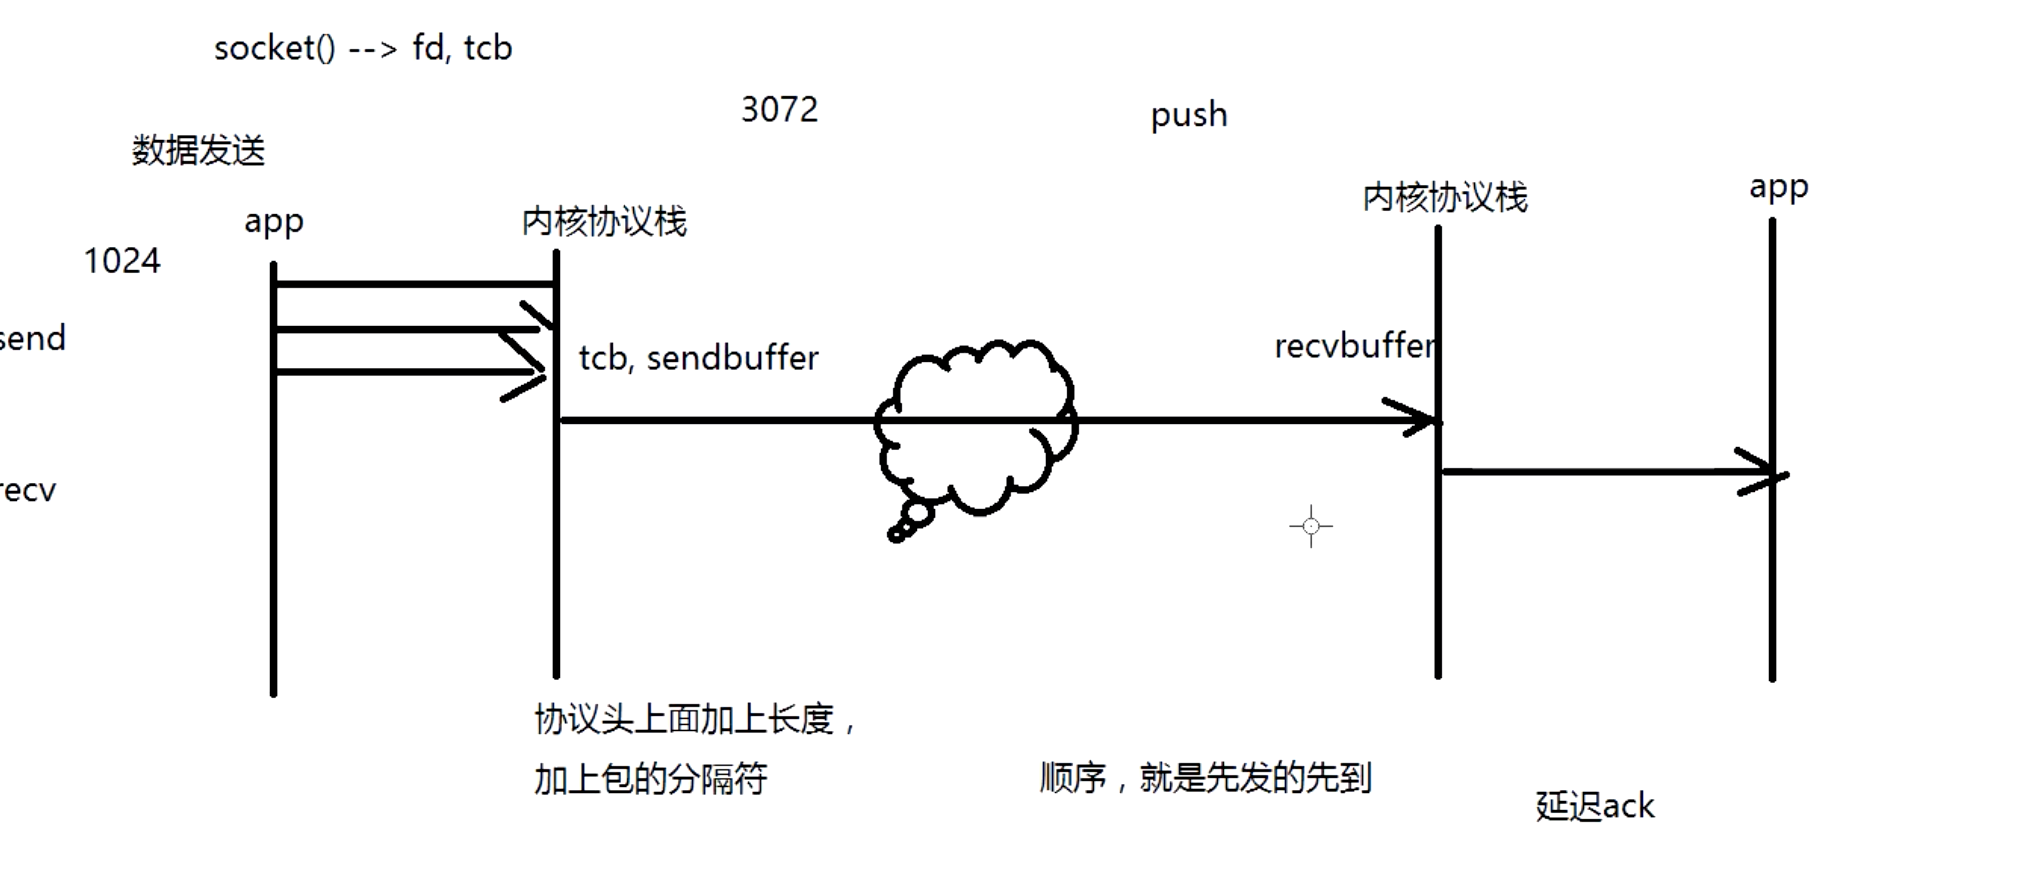 socket() --> fd, tcb
3072
push
数据发送
app
内核协议栈
内核协议栈
app
1024
send
tcb, sendbuffer
recvbuffer
recv
协议头上面加上长度，
加上包的分隔符
顺序，就是先发的先到
延迟ack